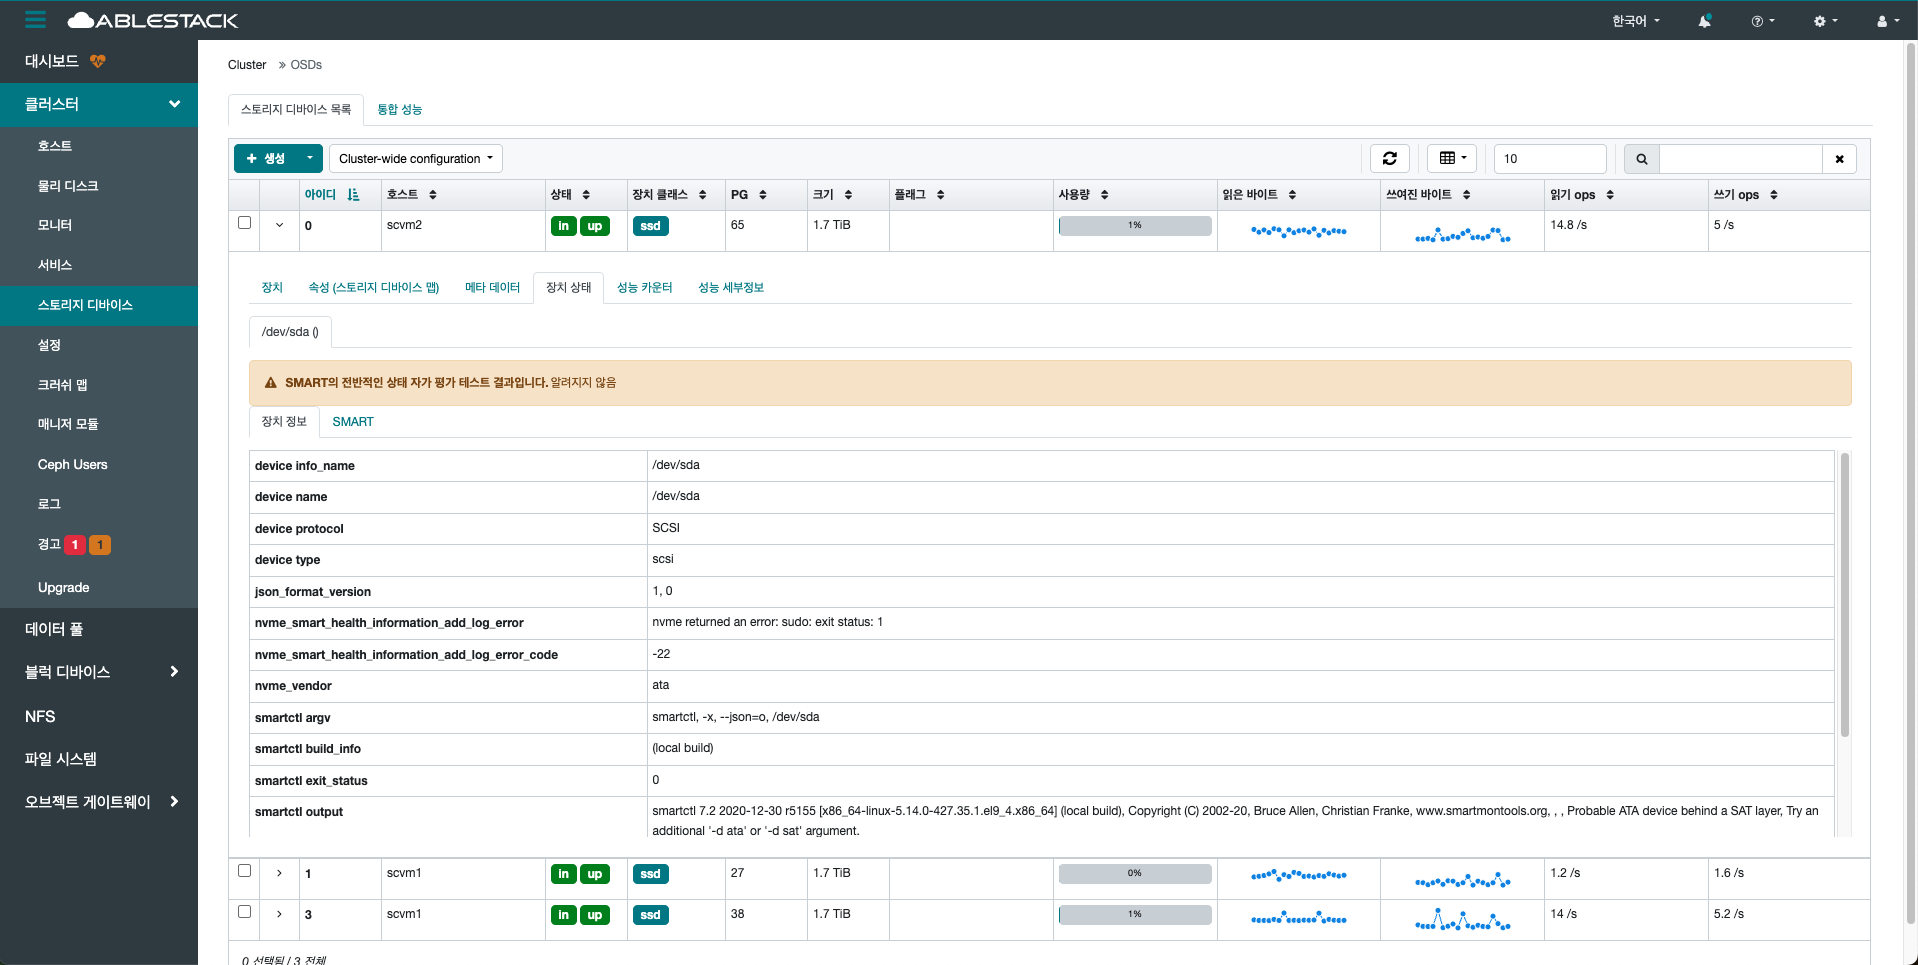 ABLESTACK
한국어
대시보드
클러스터
호스트
물리 디스크
모니터
서비스
스토리지 디바이스
설정
크러쉬 맵
매니저 모듈
Ceph Users
로그
경고 1 1
Upgrade
데이터 풀
블럭 디바이스
NFS
파일 시스템
오브젝트 게이트웨이
Cluster » OSDs
스토리지 디바이스 목록 통합 성능
+ 생성 Cluster-wide configuration 10
아이디 호스트 상태 장치 클래스 PG 크기 플래그 사용량 읽은 바이트 쓰여진 바이트 읽기 ops 쓰기 ops
0 scvm2 in up ssd 65 1.7 TiB 1% 14.8 /s 5 /s
장치 속성 (스토리지 디바이스 맵) 메타 데이터 장치 상태 성능 카운터 성능 세부정보
/dev/sda ()
SMART의 전반적인 상태 자가 평가 테스트 결과입니다. 알려지지 않음
장치 정보 SMART
device info_name /dev/sda
device name /dev/sda
device protocol SCSI
device type scsi
json_format_version 1, 0
nvme_smart_health_information_add_log_error nvme returned an error: sudo: exit status: 1
nvme_smart_health_information_add_log_error_code -22
nvme_vendor ata
smartctl argv smartctl, -x, --json=o, /dev/sda
smartctl build_info (local build)
smartctl exit_status 0
smartctl output smartctl 7.2 2020-12-30 r5155 [x86_64-linux-5.14.0-427.35.1.el9_4.x86_64] (local build), Copyright (C) 2002-20, Bruce Allen, Christian Franke, www.smartmontools.org, , , Probable ATA device behind a SAT layer, Try an
additional '-d ata' or '-d sat' argument.
1 scvm1 in up ssd 27 1.7 TiB 0% 1.2 /s 1.6 /s
3 scvm1 in up ssd 38 1.7 TiB 1% 14 /s 5.2 /s
0 선택됨 / 3 전체